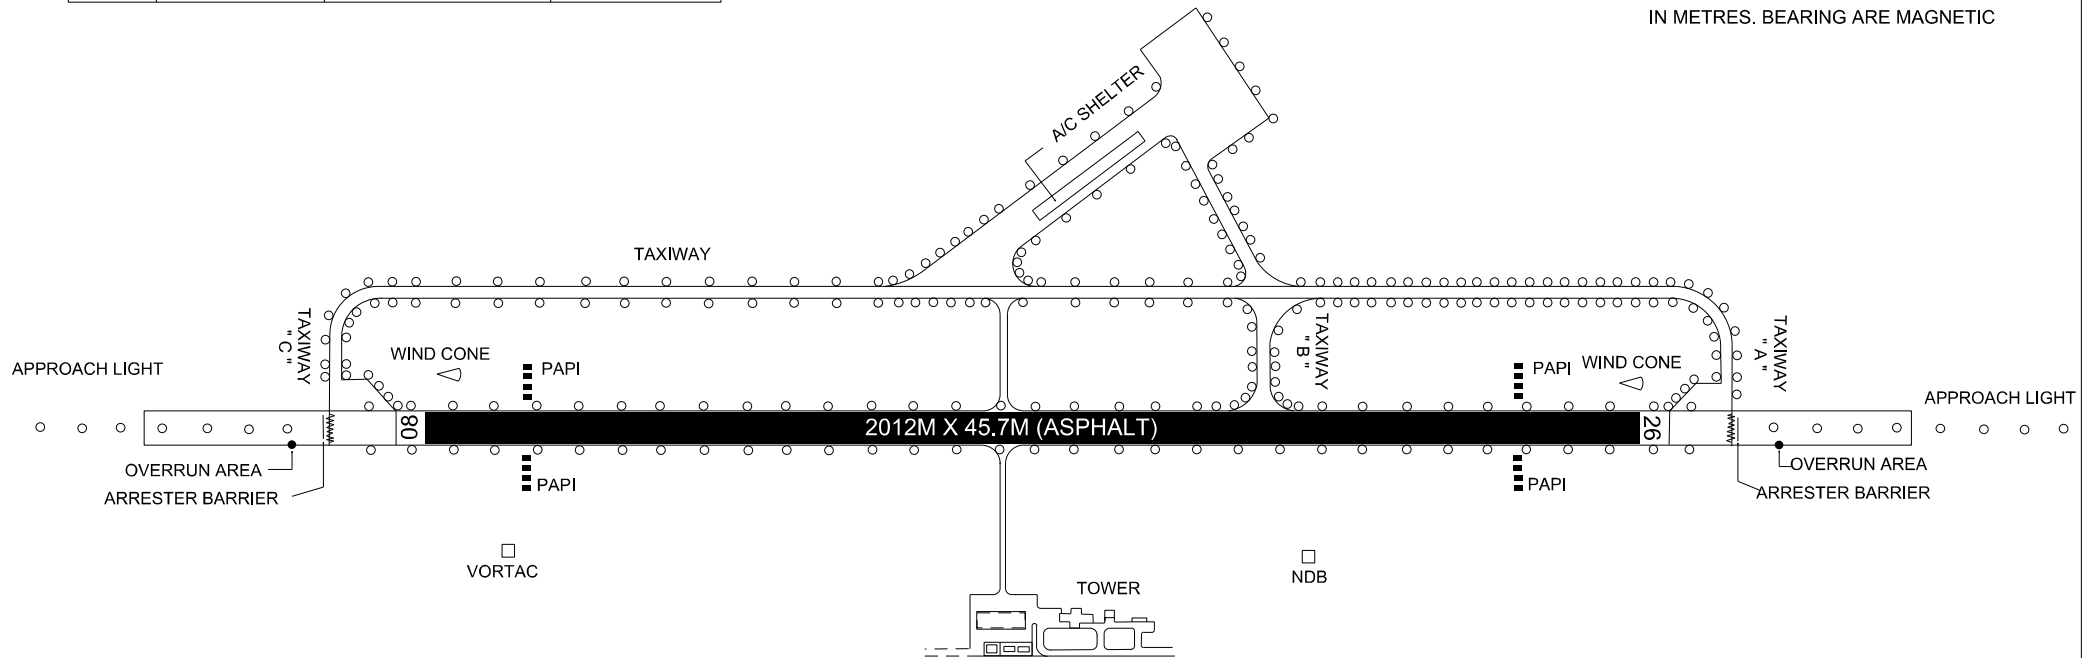 IN METRES. BEARING ARE MAGNETIC
A/C SHELTER
TAXIWAY
TAXIWAY
" C "
TAXIWAY
" B "
TAXIWAY
" A "
WIND CONE
PAPI
PAPI
WIND CONE
APPROACH LIGHT
APPROACH LIGHT
08
2012M X 45.7M (ASPHALT)
26
OVERRUN AREA
ARRESTER BARRIER
PAPI
PAPI
OVERRUN AREA
ARRESTER BARRIER
VORTAC
NDB
TOWER